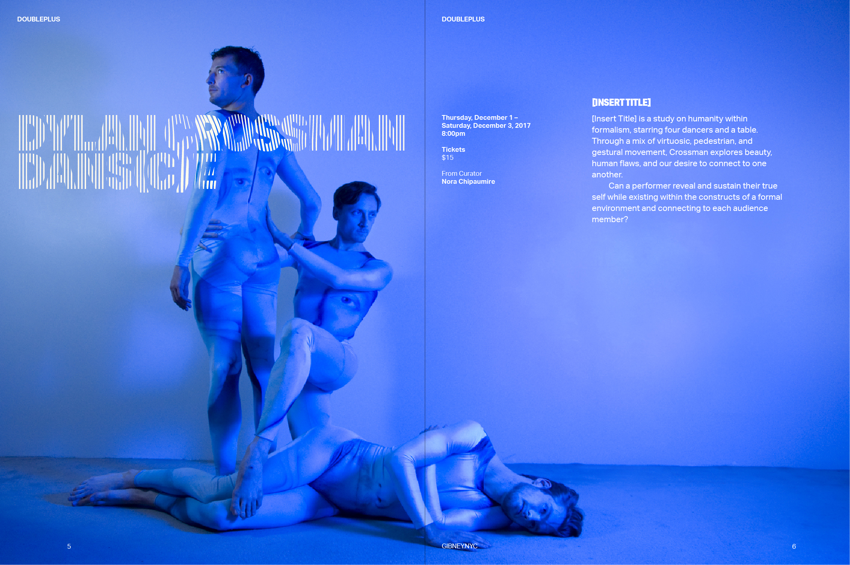 DOUBLEPLUS
DYLAN CROSSMAN
DANS(C)E
5
DOUBLEPLUS
Thursday, December 1 –
Saturday, December 3, 2017
8:00pm
Tickets
$15
From Curator
Nora Chipaumire
[INSERT TITLE]
[Insert Title] is a study on humanity within
formalism, starring four dancers and a table.
Through a mix of virtuosic, pedestrian, and
gestural movement, Crossman explores beauty,
human flaws, and our desire to connect to one
another.
Can a performer reveal and sustain their true
self while existing within the constructs of a formal
environment and connecting to each audience
member?
GIBNEYNYC
6